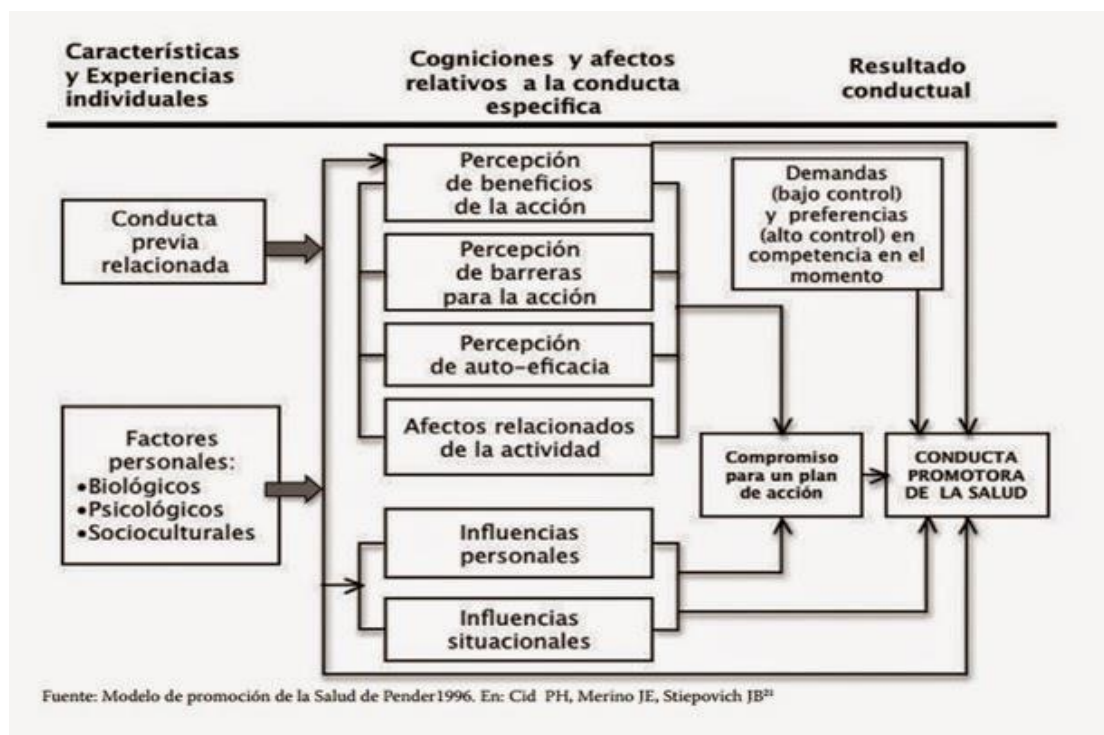 Características
y Experiencias
individuales
Cogniciones y afectos
relativos a la conducta
especifica
Resultado
conductual
Conducta
previa
relacionada
Factores
personales:
•Biológicos
•Psicológicos
•Socioculturales
Percepción
de beneficios
de la acción
Percepción
de barreras
para la acción
Percepción
de auto-eficacia
Afectos relacionados
de la actividad
Influencias
personales
Influencias
situacionales
Demandas
(bajo control)
y preferencias
(alto control) en
competencia en el
momento
Compromiso
para un plan
de acción
CONDUCTA
PROMOTORA
DE LA SALUD
Fuente: Modelo de promoción de la Salud de Pender1996. En: Cid PH, Merino JE, Stiepovich JB²¹